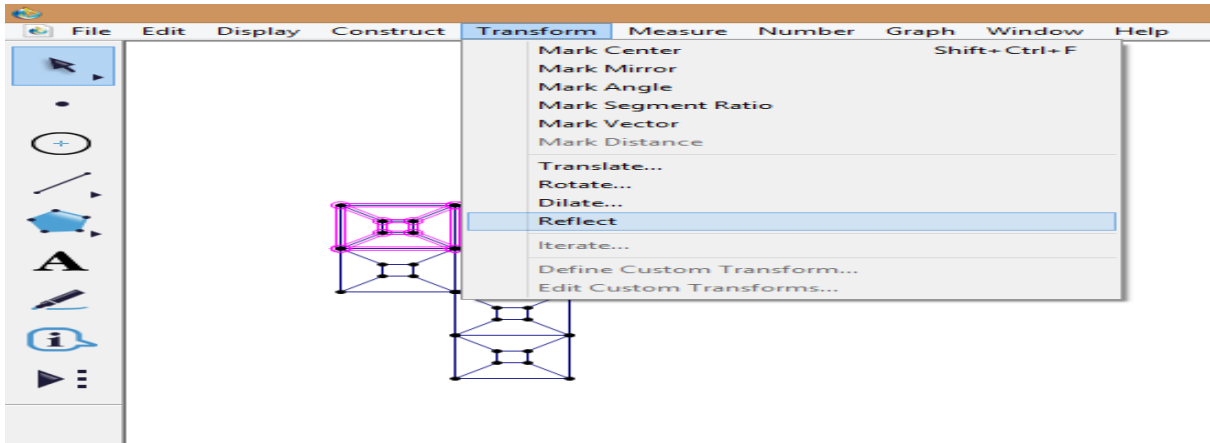 File Edit Display Construct Transform Measure Number Graph Window Help
Mark Center Shift+Ctrl+F
Mark Mirror
Mark Angle
Mark Segment Ratio
Mark Vector
Mark Distance
Translate...
Rotate...
Dilate...
Reflect
Iterate...
Define Custom Transform...
Edit Custom Transforms...
A
i